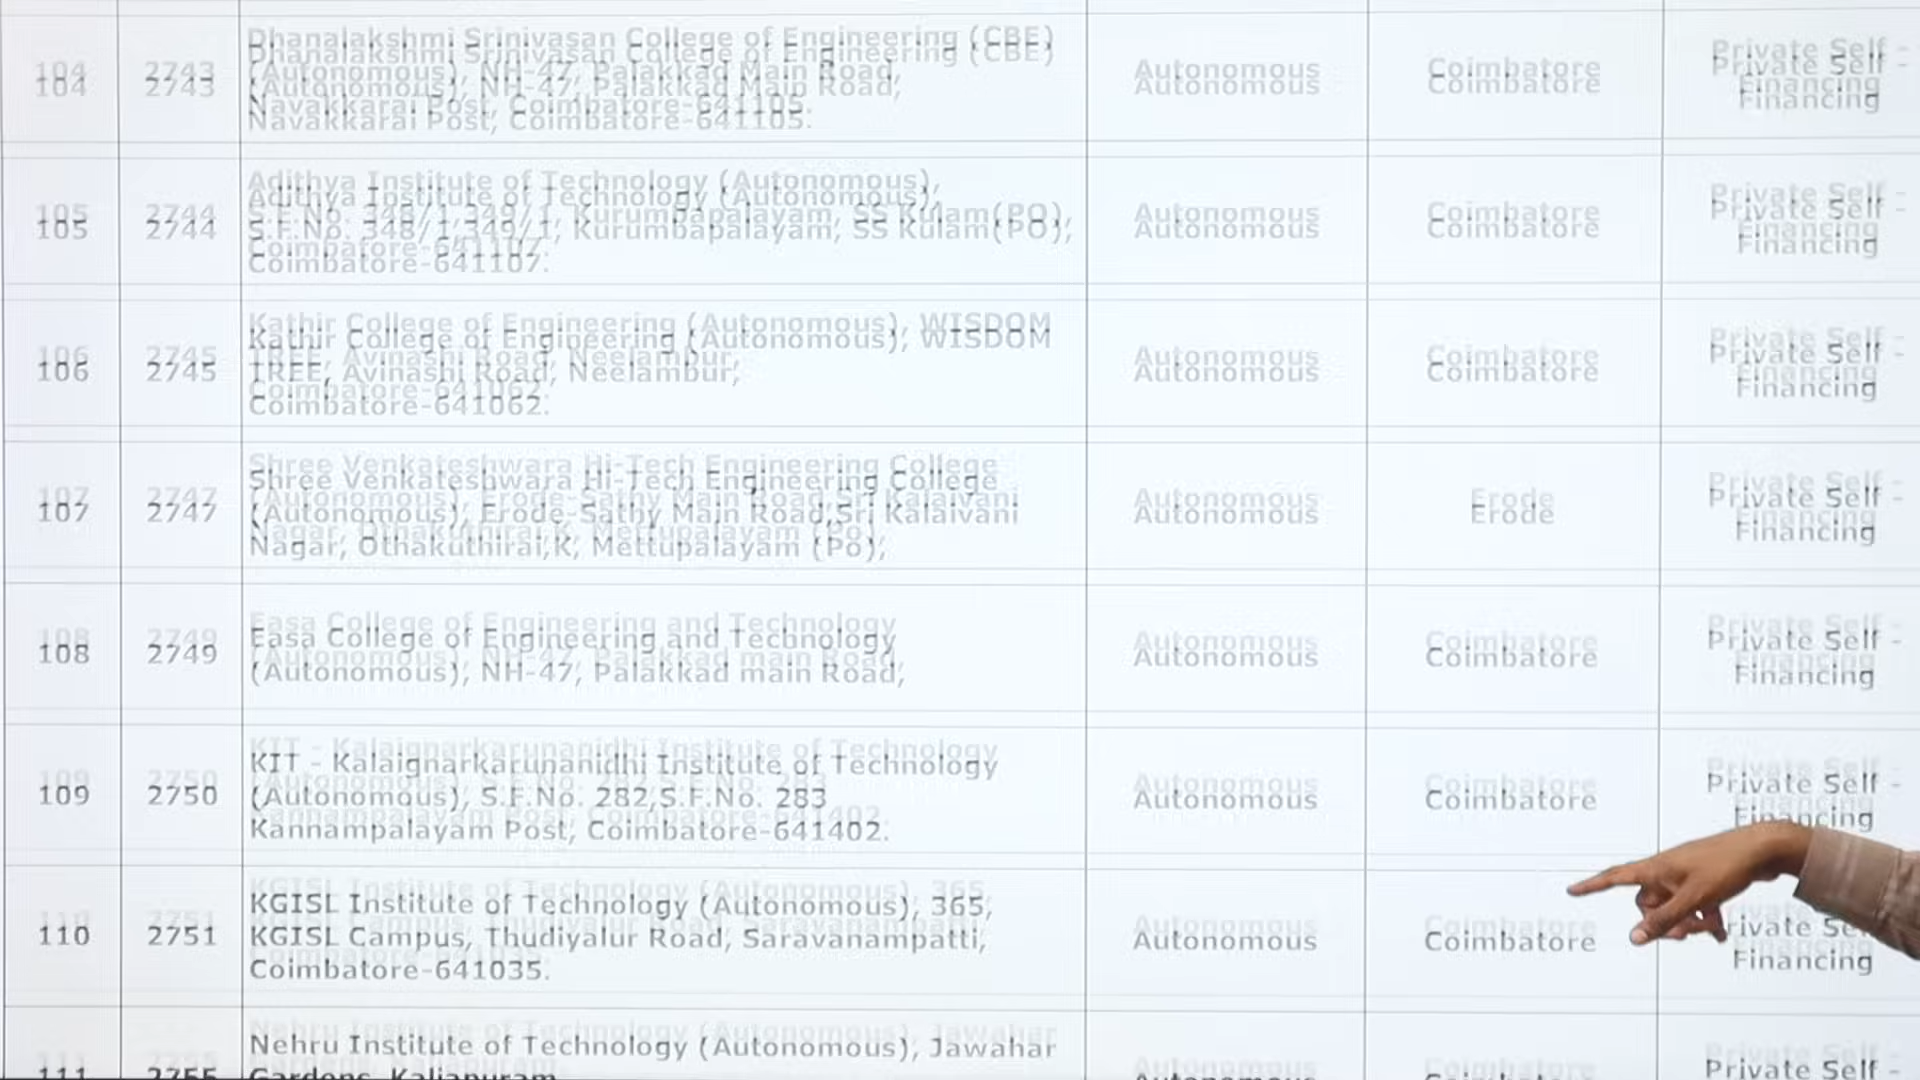 104 2743 Dhanalakshmi Srinivasan College of Engineering (CBE)
(Autonomous), NH-47, Palakkad Main Road,
Navakkarai Post, Coimbatore-641105.
Autonomous Coimbatore Private Self -
Financing
105 2744 Adithya Institute of Technology (Autonomous),
S.F.No. 348/1,349/1, Kurumbapalayam, SS Kulam(PO),
Coimbatore-641107.
Autonomous Coimbatore Private Self -
Financing
106 2745 Kathir College of Engineering (Autonomous), WISDOM
TREE, Avinashi Road, Neelambur,
Coimbatore-641062.
Autonomous Coimbatore Private Self -
Financing
107 2747 Shree Venkateshwara Hi-Tech Engineering College
(Autonomous), Erode-Sathy Main Road,Sri Kalaivani
Nagar, Othakuthirai,K, Mettupalayam (Po),
Autonomous Erode Private Self -
Financing
108 2749 Easa College of Engineering and Technology
(Autonomous), NH-47, Palakkad main Road,
Autonomous Coimbatore Private Self -
Financing
109 2750 KIT - Kalaignarkarunanidhi Institute of Technology
(Autonomous), S.F.No. 282,S.F.No. 283
Kannampalayam Post, Coimbatore-641402.
Autonomous Coimbatore Private Self -
Financing
110 2751 KGISL Institute of Technology (Autonomous), 365,
KGISL Campus, Thudiyalur Road, Saravanampatti,
Coimbatore-641035.
Autonomous Coimbatore Private Self
Financing
111 2755 Nehru Institute of Technology (Autonomous), Jawahar
Gardens, Kaliapuram
Autonomous Coimbatore Private Self -